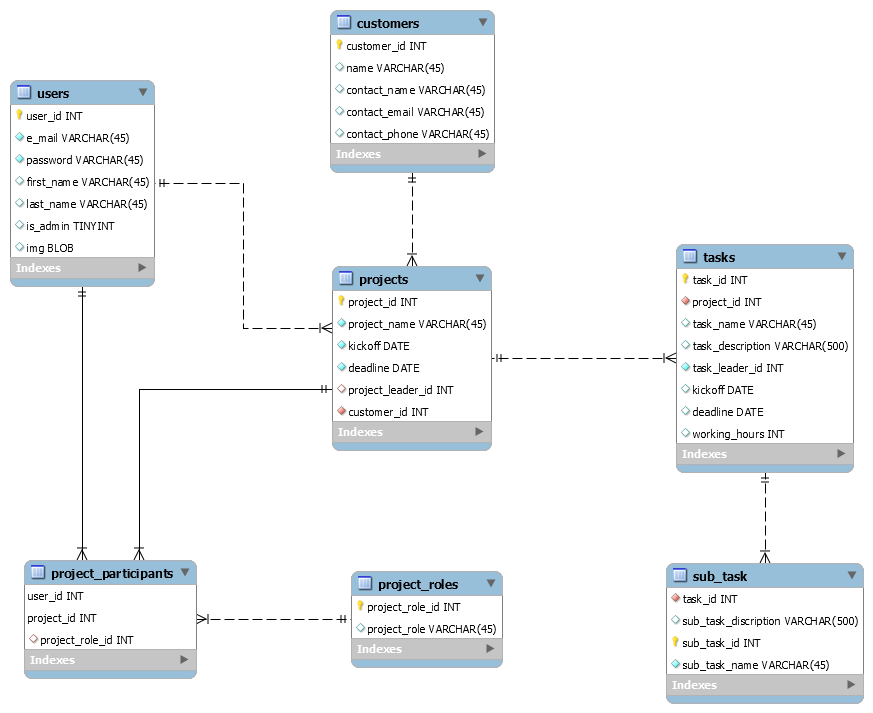 customers
customer_id INT
name VARCHAR(45)
contact_name VARCHAR(45)
contact_email VARCHAR(45)
contact_phone VARCHAR(45)
Indexes
users
user_id INT
e_mail VARCHAR(45)
password VARCHAR(45)
first_name VARCHAR(45)
last_name VARCHAR(45)
is_admin TINYINT
img BLOB
Indexes
projects
project_id INT
project_name VARCHAR(45)
kickoff DATE
deadline DATE
project_leader_id INT
customer_id INT
Indexes
tasks
task_id INT
project_id INT
task_name VARCHAR(45)
task_description VARCHAR(500)
task_leader_id INT
kickoff DATE
deadline DATE
working_hours INT
Indexes
project_participants
user_id INT
project_id INT
project_role_id INT
Indexes
project_roles
project_role_id INT
project_role VARCHAR(45)
Indexes
sub_task
task_id INT
sub_task_discription VARCHAR(500)
sub_task_id INT
sub_task_name VARCHAR(45)
Indexes